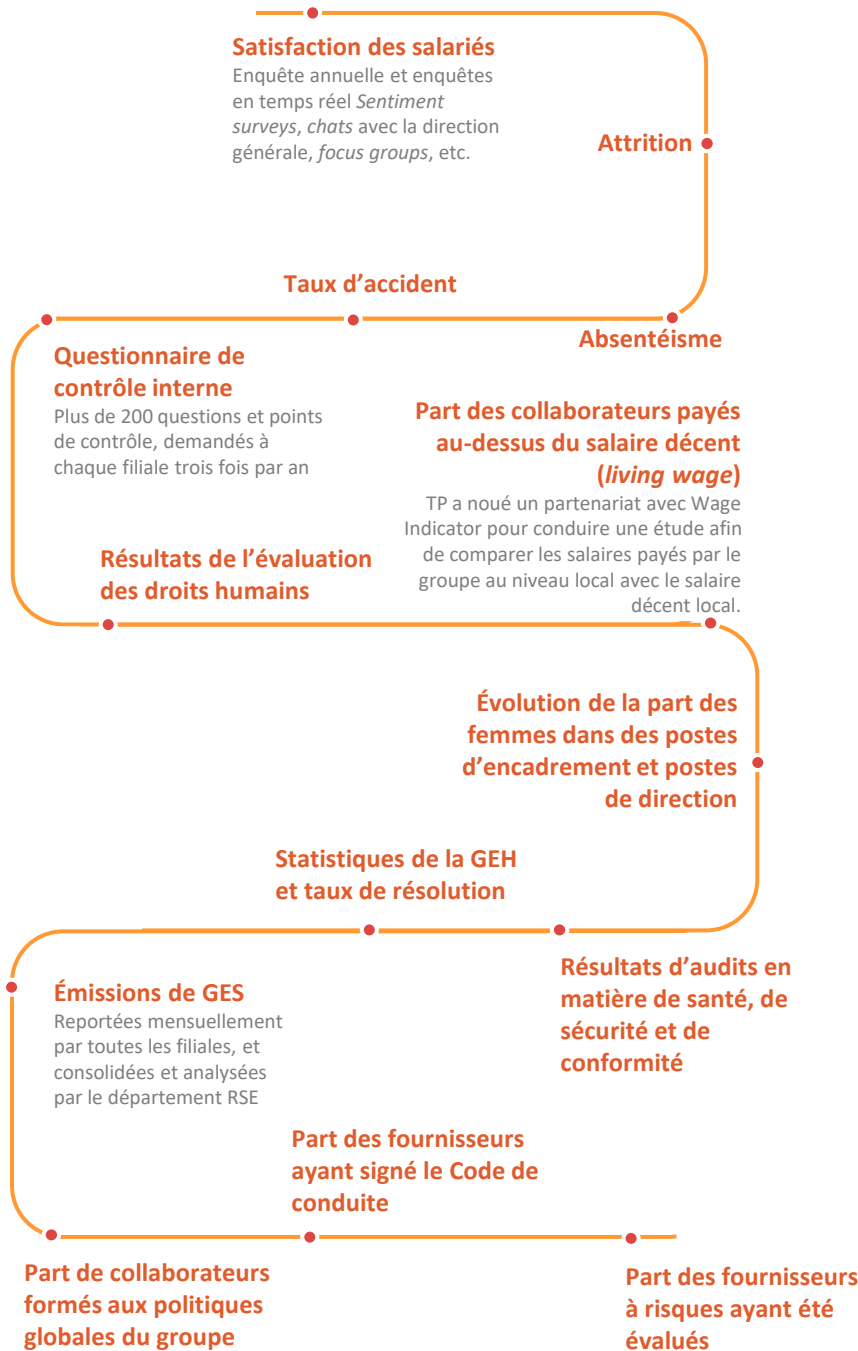 Satisfaction des salariés
Enquête annuelle et enquêtes
en temps réel Sentiment
surveys, chats avec la direction
générale, focus groups, etc.
Attrition
Absentéisme
Taux d’accident
Questionnaire de
contrôle interne
Plus de 200 questions et points
de contrôle, demandés à
chaque filiale trois fois par an
Résultats de l’évaluation
des droits humains
Part des collaborateurs payés
au-dessus du salaire décent
(living wage)
TP a noué un partenariat avec Wage
Indicator pour conduire une étude afin
de comparer les salaires payés par le
groupe au niveau local avec le salaire
décent local.
Évolution de la part des
femmes dans des postes
d’encadrement et postes
de direction
Résultats d’audits en
matière de santé, de
sécurité et de
conformité
Statistiques de la GEH
et taux de résolution
Émissions de GES
Reportées mensuellement
par toutes les filiales, et
consolidées et analysées
par le département RSE
Part de collaborateurs
formés aux politiques
globales du groupe
Part des fournisseurs
ayant signé le Code de
conduite
Part des fournisseurs
à risques ayant été
évalués